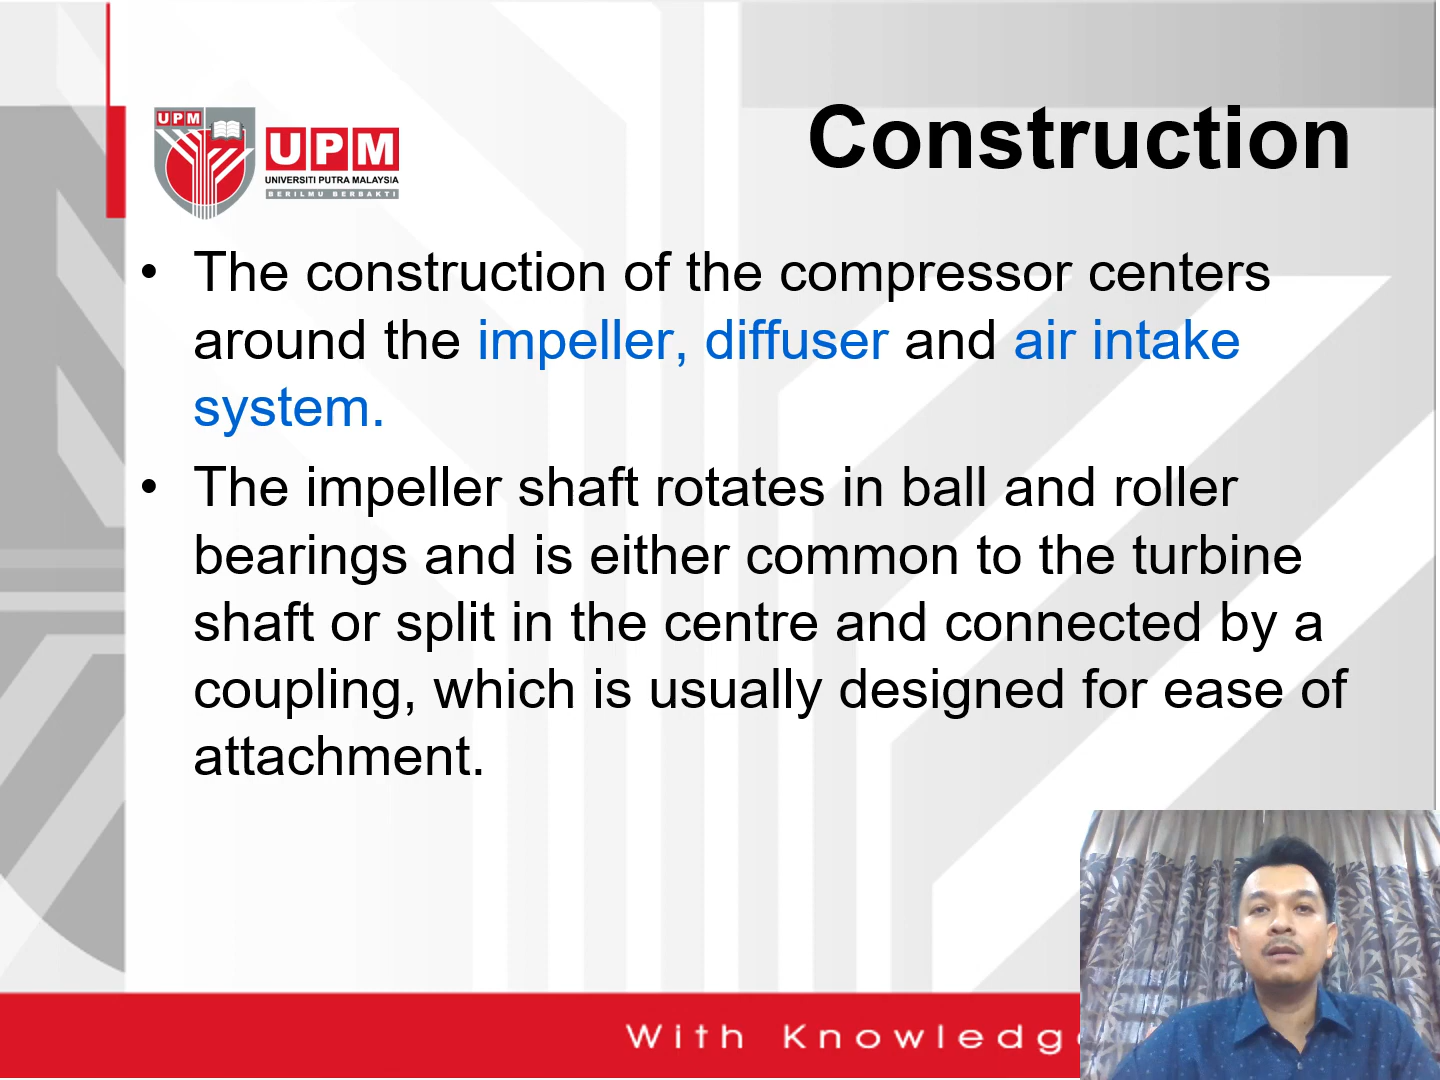 UPM
UPM
UNIVERSITI PUTRA MALAYSIA
BERILMU BERBAKTI
Construction
• The construction of the compressor centers
around the impeller, diffuser and air intake
system.
• The impeller shaft rotates in ball and roller
bearings and is either common to the turbine
shaft or split in the centre and connected by a
coupling, which is usually designed for ease of
attachment.
With Knowledge